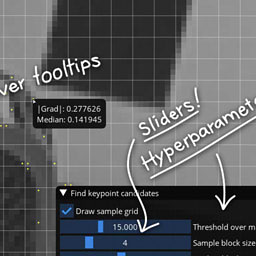 ver tooltips
|Grad|: 0.277626
Median: 0.141945
Sliders!
Hyperparamet
Find keypoint candidates
Draw sample grid
15.000
Threshold over m
4
Sample block size